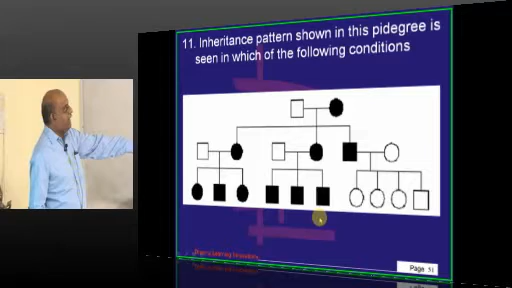 11. Inheritance pattern shown in this pidegree is
seen in which of the following conditions
Page 51